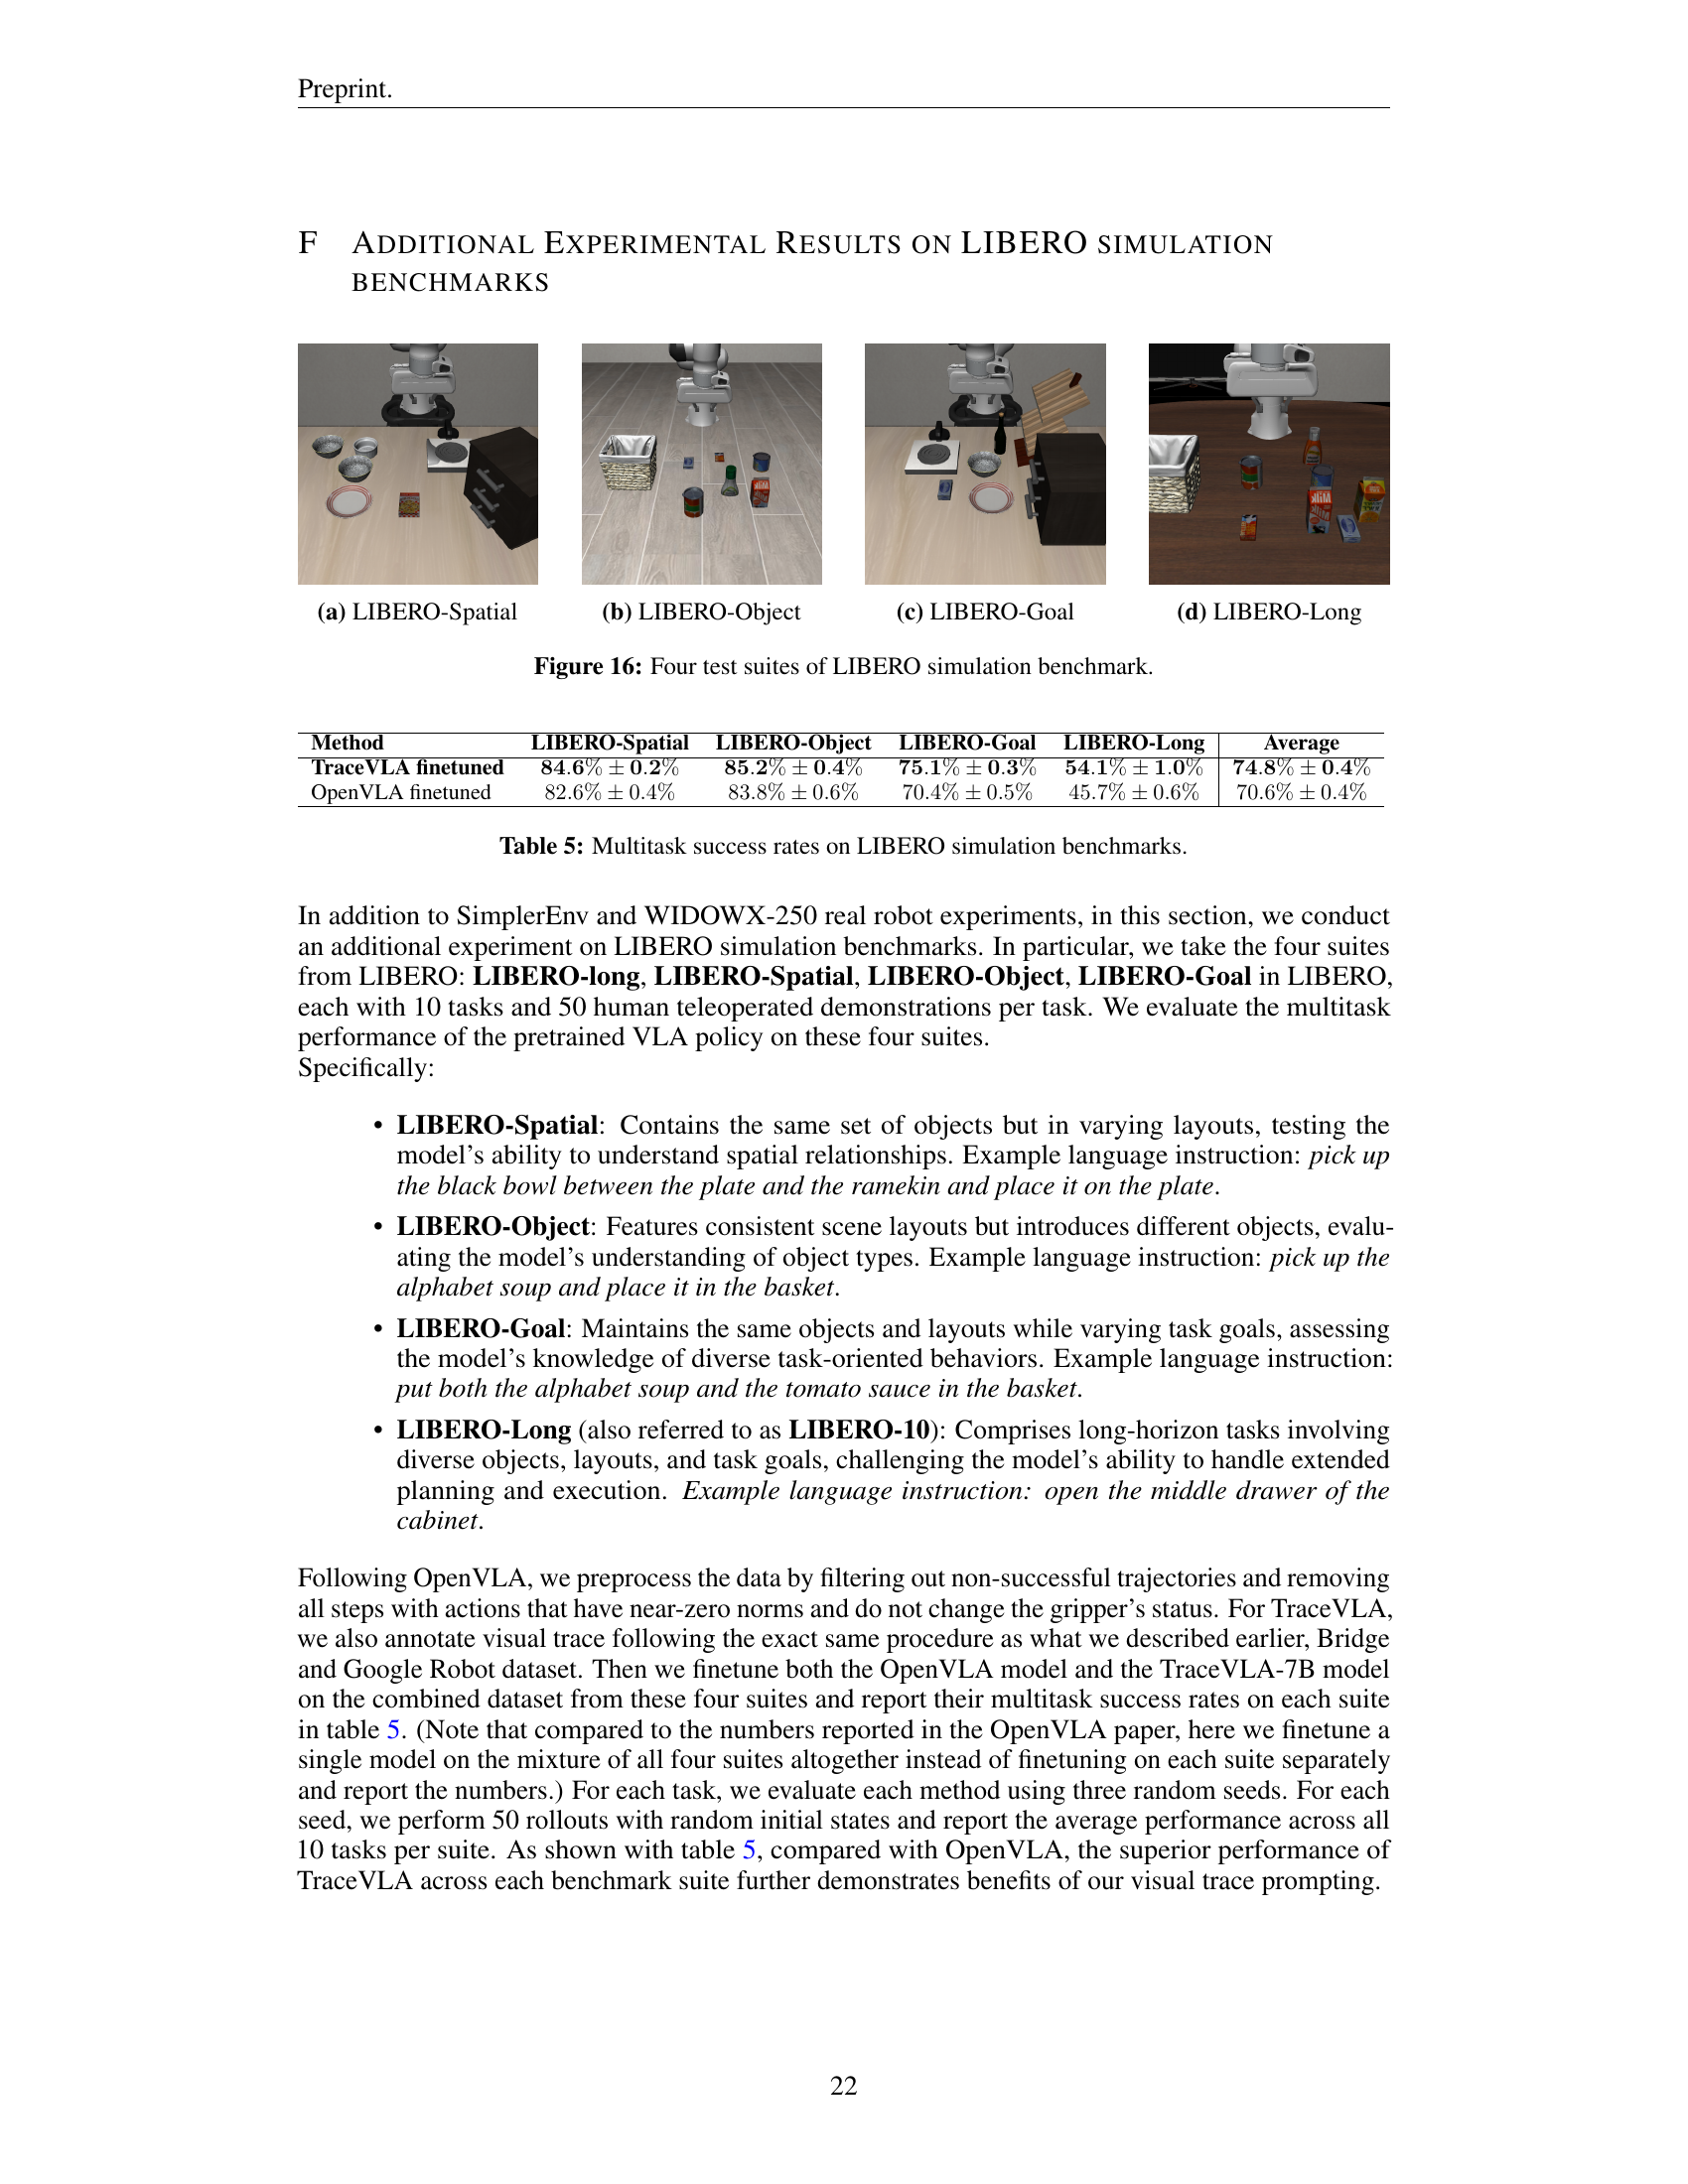 Preprint.
F ADDITIONAL EXPERIMENTAL RESULTS ON LIBERO SIMULATION
BENCHMARKS
(a) LIBERO-Spatial
(b) LIBERO-Object
(c) LIBERO-Goal
(d) LIBERO-Long
Figure 16: Four test suites of LIBERO simulation benchmark.
Method LIBERO-Spatial LIBERO-Object LIBERO-Goal LIBERO-Long Average
TraceVLA finetuned 84.6% ± 0.2% 85.2% ± 0.4% 75.1% ± 0.3% 54.1% ± 1.0% 74.8% ± 0.4%
OpenVLA finetuned 82.6% ± 0.4% 83.8% ± 0.6% 70.4% ± 0.5% 45.7% ± 0.6% 70.6% ± 0.4%
Table 5: Multitask success rates on LIBERO simulation benchmarks.
In addition to SimplerEnv and WIDOWX-250 real robot experiments, in this section, we conduct
an additional experiment on LIBERO simulation benchmarks. In particular, we take the four suites
from LIBERO: LIBERO-long, LIBERO-Spatial, LIBERO-Object, LIBERO-Goal in LIBERO,
each with 10 tasks and 50 human teleoperated demonstrations per task. We evaluate the multitask
performance of the pretrained VLA policy on these four suites.
Specifically:
• LIBERO-Spatial: Contains the same set of objects but in varying layouts, testing the
model's ability to understand spatial relationships. Example language instruction: pick up
the black bowl between the plate and the ramekin and place it on the plate.
• LIBERO-Object: Features consistent scene layouts but introduces different objects, evalu-
ating the model's understanding of object types. Example language instruction: pick up the
alphabet soup and place it in the basket.
• LIBERO-Goal: Maintains the same objects and layouts while varying task goals, assessing
the model's knowledge of diverse task-oriented behaviors. Example language instruction:
put both the alphabet soup and the tomato sauce in the basket.
• LIBERO-Long (also referred to as LIBERO-10): Comprises long-horizon tasks involving
diverse objects, layouts, and task goals, challenging the model's ability to handle extended
planning and execution. Example language instruction: open the middle drawer of the
cabinet.
Following OpenVLA, we preprocess the data by filtering out non-successful trajectories and removing
all steps with actions that have near-zero norms and do not change the gripper's status. For TraceVLA,
we also annotate visual trace following the exact same procedure as what we described earlier, Bridge
and Google Robot dataset. Then we finetune both the OpenVLA model and the TraceVLA-7B model
on the combined dataset from these four suites and report their multitask success rates on each suite
in table 5. (Note that compared to the numbers reported in the OpenVLA paper, here we finetune a
single model on the mixture of all four suites altogether instead of finetuning on each suite separately
and report the numbers.) For each task, we evaluate each method using three random seeds. For each
seed, we perform 50 rollouts with random initial states and report the average performance across all
10 tasks per suite. As shown with table 5, compared with OpenVLA, the superior performance of
TraceVLA across each benchmark suite further demonstrates benefits of our visual trace prompting.
22